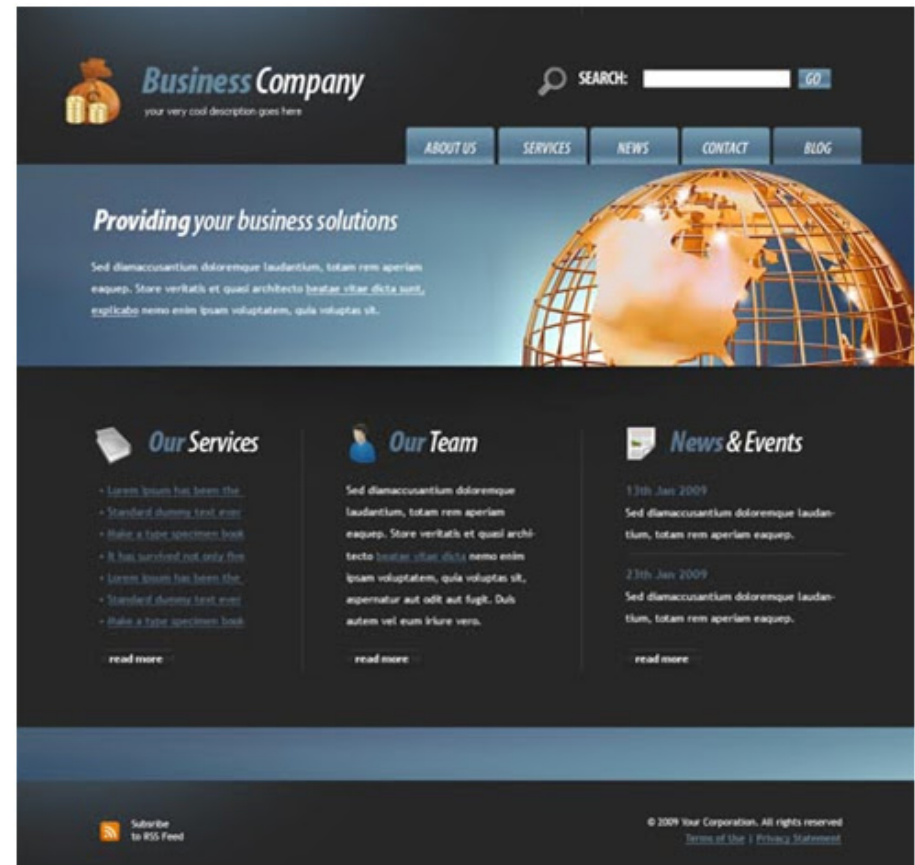 Business Company
your very cool description goes here
SEARCH:
GO
ABOUT US
SERVICES
NEWS
CONTACT
BLOG
Providing your business solutions
Sed diamaccusantium doloremque laudantium, totam rem aperiam
eaquep. Store veritatis et quasi architecto beatae vitae dicta sunt,
explicabo nemo enim ipsam voluptatem, quia voluptas sit.
Our Services
• Lorem Ipsum has been the
• Standard dummy text ever
• Make a type specimen book
• It has survived not only five
• Lorem Ipsum has been the
• Standard dummy text ever
• Make a type specimen book
read more
Our Team
Sed diamaccusantium doloremque
laudantium, totam rem aperiam
eaquep. Store veritatis et quasi archi-
tecto beatae vitae dicta nemo enim
ipsam voluptatem, quia voluptas sit,
aspernatur aut odit aut fugit. Duis
autem vel eum iriure vero.
read more
News & Events
13th Jan 2009
Sed diamaccusantium doloremque laudan-
tium, totam rem aperiam eaquep.
23th Jan 2009
Sed diamaccusantium doloremque laudan-
tium, totam rem aperiam eaquep.
read more
Subsribe
to RSS Feed
© 2009 Your Corporation. All rights reserved
Terms of Use | Privacy Statement